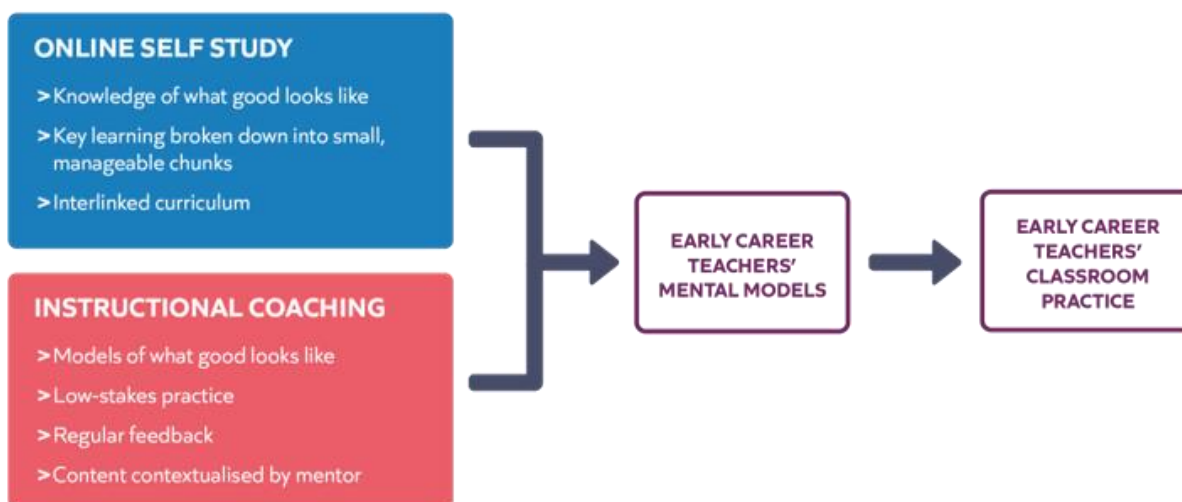 ONLINE SELF STUDY
>Knowledge of what good looks like
>Key learning broken down into small,
manageable chunks
>Interlinked curriculum
INSTRUCTIONAL COACHING
>Models of what good looks like
>Low-stakes practice
>Regular feedback
>Content contextualised by mentor
EARLY CAREER
TEACHERS’
MENTAL MODELS
EARLY CAREER
TEACHERS’
CLASSROOM
PRACTICE